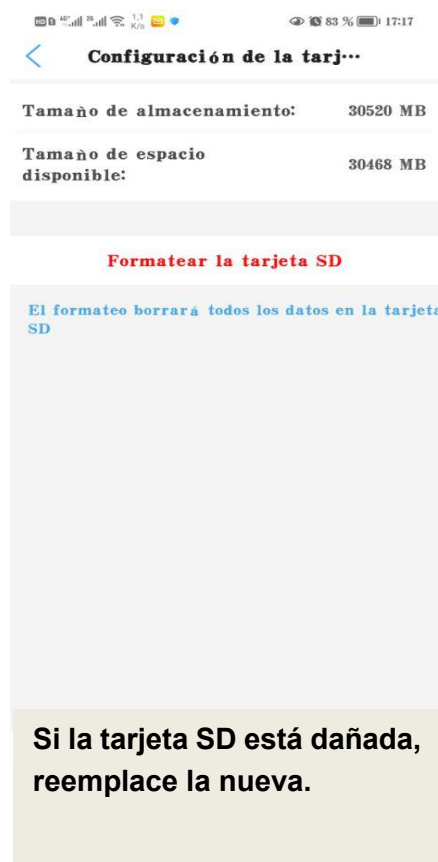 1,1
K/s
83 %
17:17
Configuración de la tarj···
Tamaño de almacenamiento:
30520 MB
Tamaño de espacio
disponible:
30468 MB
Formatear la tarjeta SD
El formateo borrará todos los datos en la tarjeta
SD
Si la tarjeta SD está dañada,
reemplace la nueva.